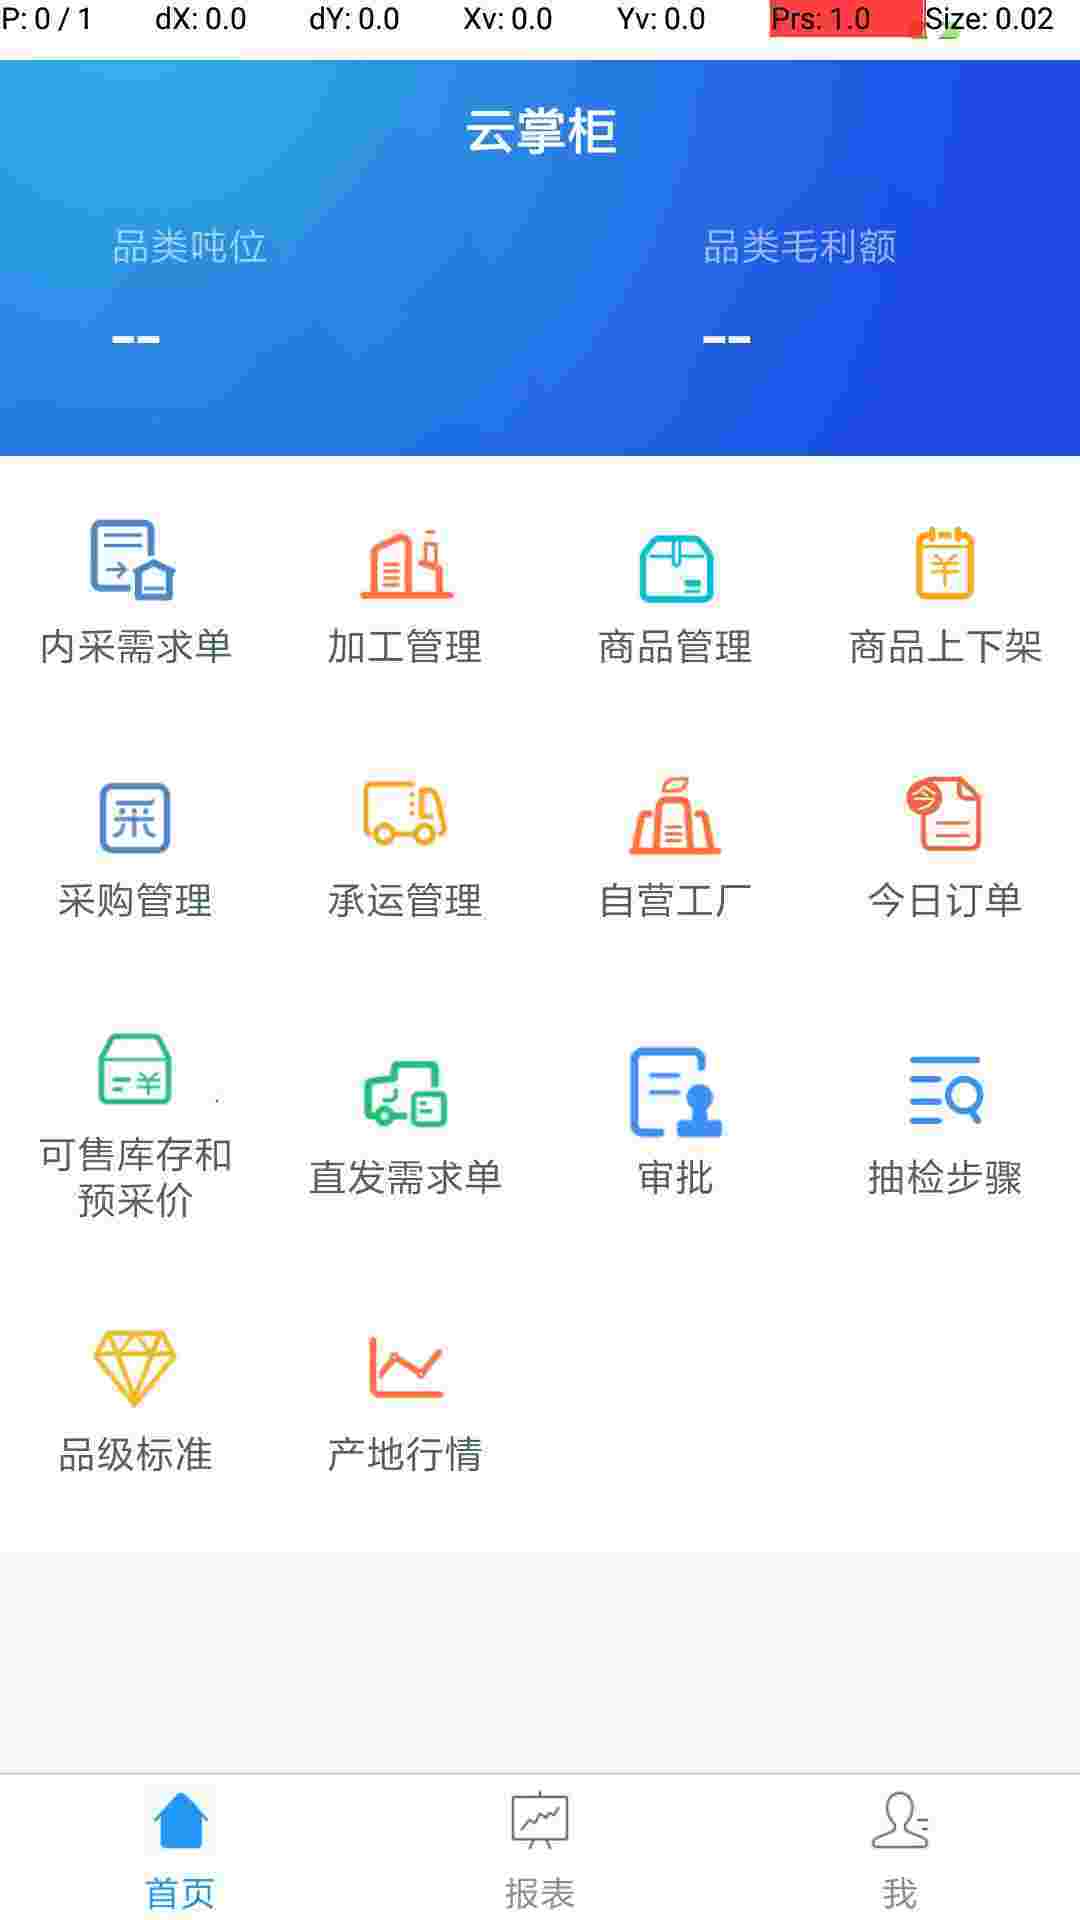 P: 0 / 1 dX: 0.0 dY: 0.0 Xv: 0.0 Yv: 0.0 Prs: 1.0 Size: 0.02
云掌柜
品类吨位 品类毛利额
-- --
内采需求单 加工管理 商品管理 商品上下架
采 今
采购管理 承运管理 自营工厂 今日订单
可售库存和
预采价 直发需求单 审批 抽检步骤
品级标准 产地行情
首页 报表 我